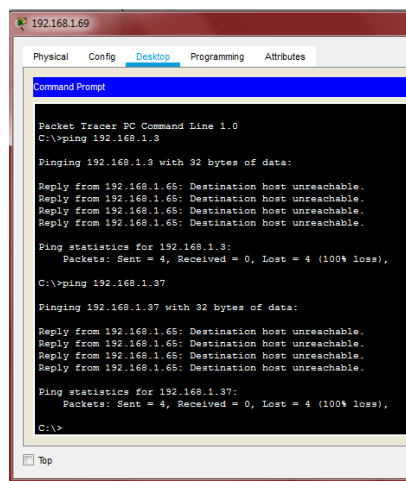 192.168.1.69
Physical Config Desktop Programming Attributes
Command Prompt
Packet Tracer PC Command Line 1.0
C:\>ping 192.168.1.3
Pinging 192.168.1.3 with 32 bytes of data:
Reply from 192.168.1.65: Destination host unreachable.
Reply from 192.168.1.65: Destination host unreachable.
Reply from 192.168.1.65: Destination host unreachable.
Reply from 192.168.1.65: Destination host unreachable.
Ping statistics for 192.168.1.3:
Packets: Sent = 4, Received = 0, Lost = 4 (100% loss),
C:\>ping 192.168.1.37
Pinging 192.168.1.37 with 32 bytes of data:
Reply from 192.168.1.65: Destination host unreachable.
Reply from 192.168.1.65: Destination host unreachable.
Reply from 192.168.1.65: Destination host unreachable.
Reply from 192.168.1.65: Destination host unreachable.
Ping statistics for 192.168.1.37:
Packets: Sent = 4, Received = 0, Lost = 4 (100% loss),
C:\>
Top